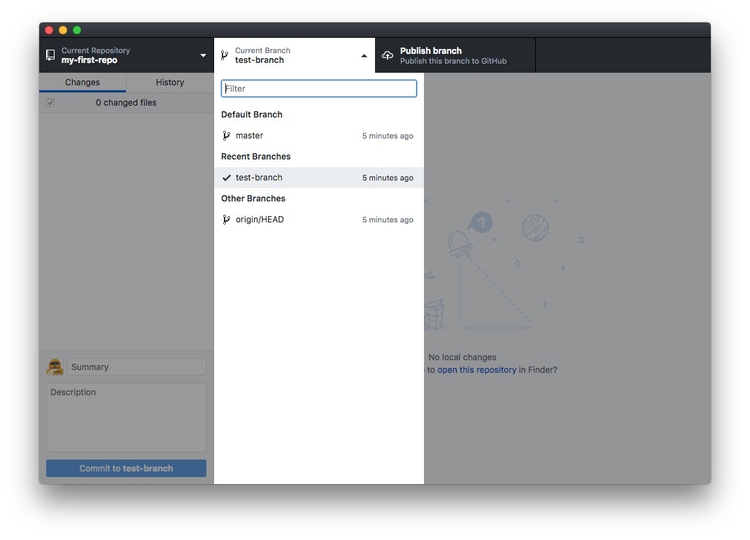 Current Repository
my-first-repo
Current Branch
test-branch
Publish branch
Publish this branch to GitHub
Changes
History
0 changed files
Filter
Default Branch
master 5 minutes ago
Recent Branches
test-branch 5 minutes ago
Other Branches
origin/HEAD 5 minutes ago
?
No local changes
to open this repository in Finder?
Summary
Description
Commit to test-branch